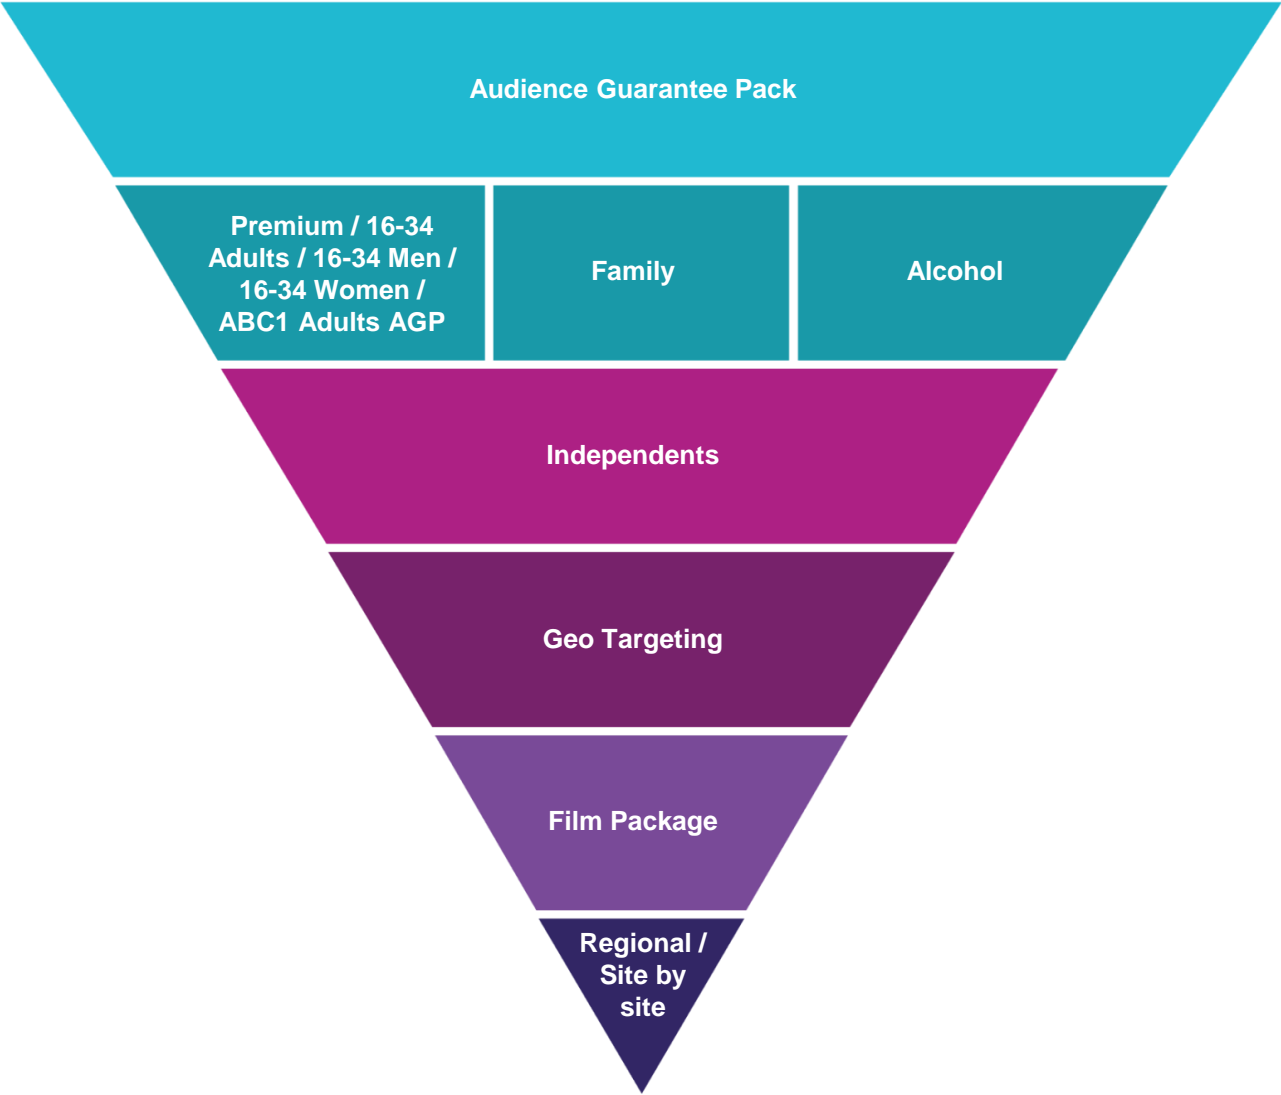 Audience Guarantee Pack
Premium / 16-34
Adults / 16-34 Men /
16-34 Women /
ABC1 Adults AGP
Family
Alcohol
Independents
Geo Targeting
Film Package
Regional /
Site by
site